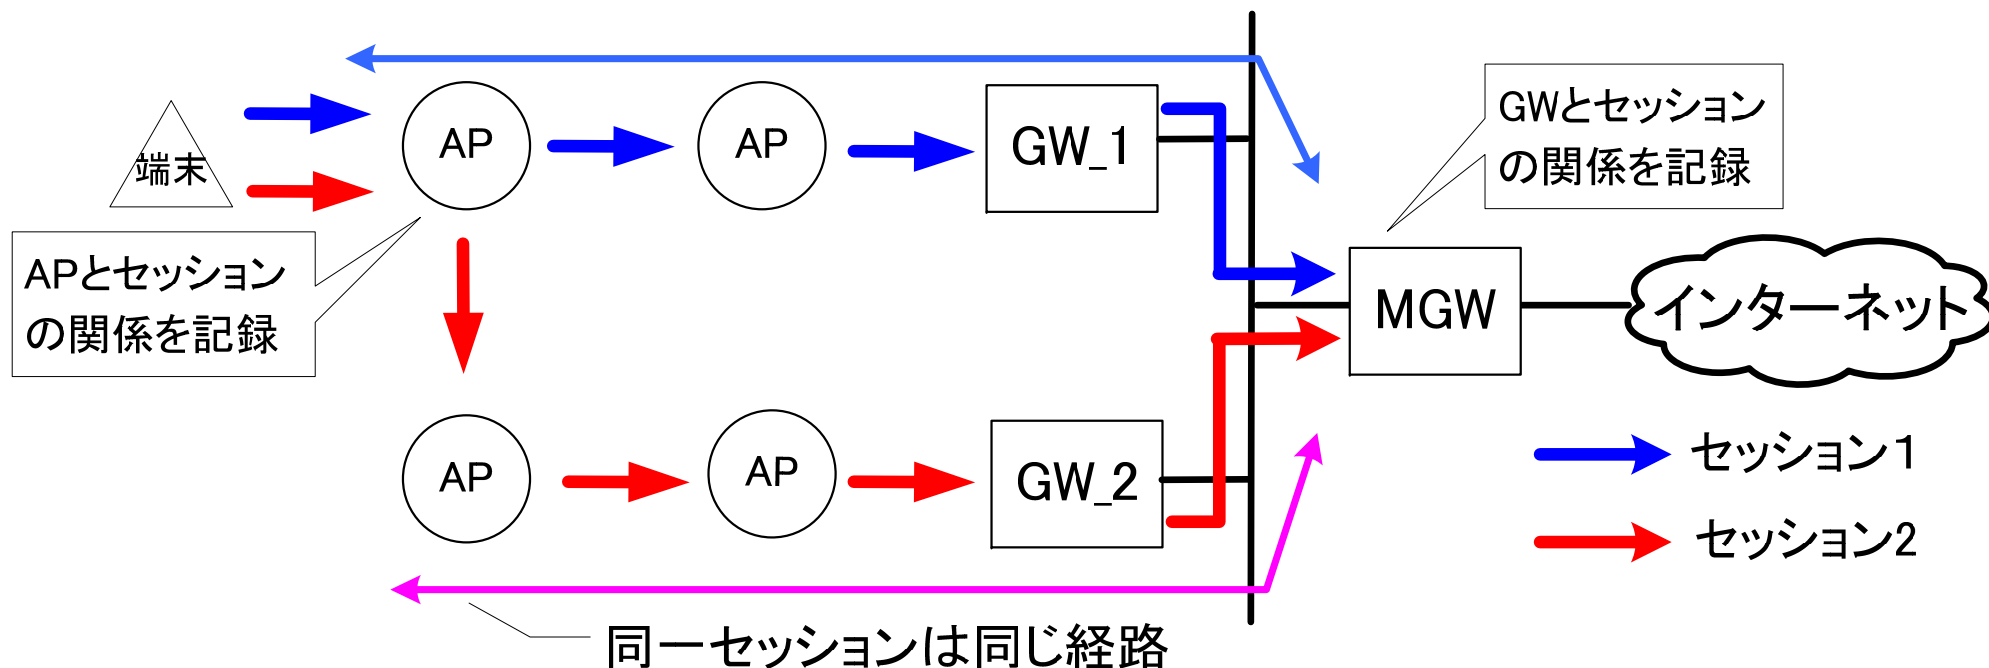 端末
AP
AP
GW_1
GWとセッション
の関係を記録
APとセッション
の関係を記録
MGW
インターネット
AP
AP
GW_2
セッション1
セッション2
同一セッションは同じ経路